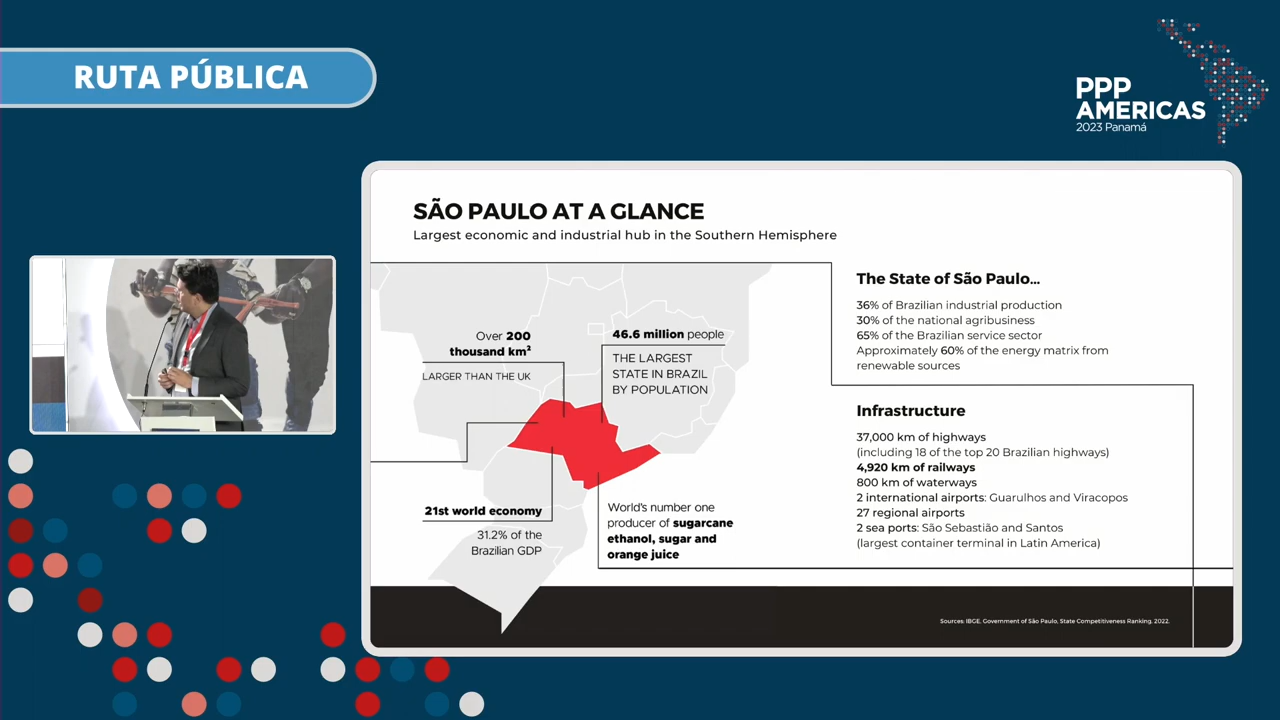 RUTA PÚBLICA
PPP
AMERICAS
2023 Panamá
SÃO PAULO AT A GLANCE
Largest economic and industrial hub in the Southern Hemisphere
Over 200
thousand km²
LARGER THAN THE UK
46.6 million people
THE LARGEST
STATE IN BRAZIL
BY POPULATION
21st world economy
31.2% of the
Brazilian GDP
World's number one
producer of sugarcane
ethanol, sugar and
orange juice
The State of São Paulo...
36% of Brazilian industrial production
30% of the national agribusiness
65% of the Brazilian service sector
Approximately 60% of the energy matrix from
renewable sources
Infrastructure
37,000 km of highways
(including 18 of the top 20 Brazilian highways)
4,920 km of railways
800 km of waterways
2 international airports: Guarulhos and Viracopos
27 regional airports
2 sea ports: São Sebastião and Santos
(largest container terminal in Latin America)
Sources: IBGE, Government of São Paulo, State Competitiveness Ranking, 2022.